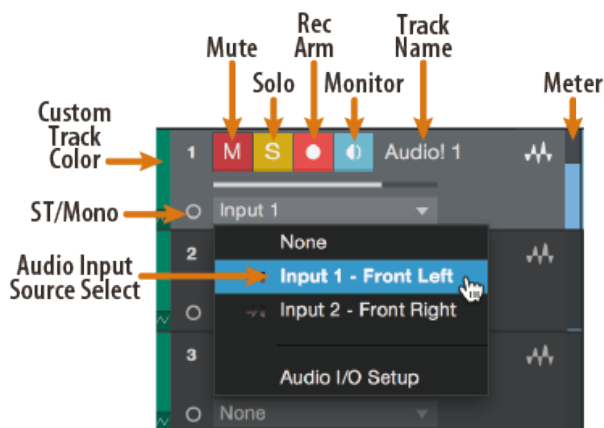 Rec
Arm
Track
Name
Mute
Solo
Monitor
Meter
Custom
Track
Color
1 M S Audio! 1
ST/Mono
Input 1
None
2
Audio Input
Source Select
Input 1 - Front Left
Input 2 - Front Right
3
Audio I/O Setup
None